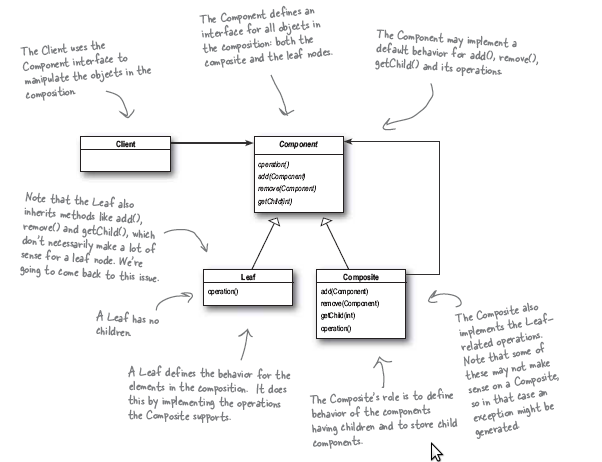 The Component defines an
interface for all objects in
the composition: both the
composite and the leaf nodes.
The Client uses the
Component interface to
manipulate the objects in the
composition.
The Component may implement a
default behavior for add(), remove(),
getChild() and its operations.
Client
Component
operation()
add(Component)
remove(Component)
getChild(int)
Note that the Leaf also
inherits methods like add(),
remove() and getChild(), which
don't necessarily make a lot of
sense for a leaf node. We're
going to come back to this issue.
Leaf
operation()
Composite
add(Component)
remove(Component)
getChild(int)
operation()
A Leaf has no
children.
The Composite also
implements the Leaf-
related operations.
Note that some of
these may not make
sense on a Composite,
so in that case an
exception might be
generated.
A Leaf defines the behavior for the
elements in the composition. It does
this by implementing the operations
the Composite supports.
The Composite's role is to define
behavior of the components
having children and to store child
components.